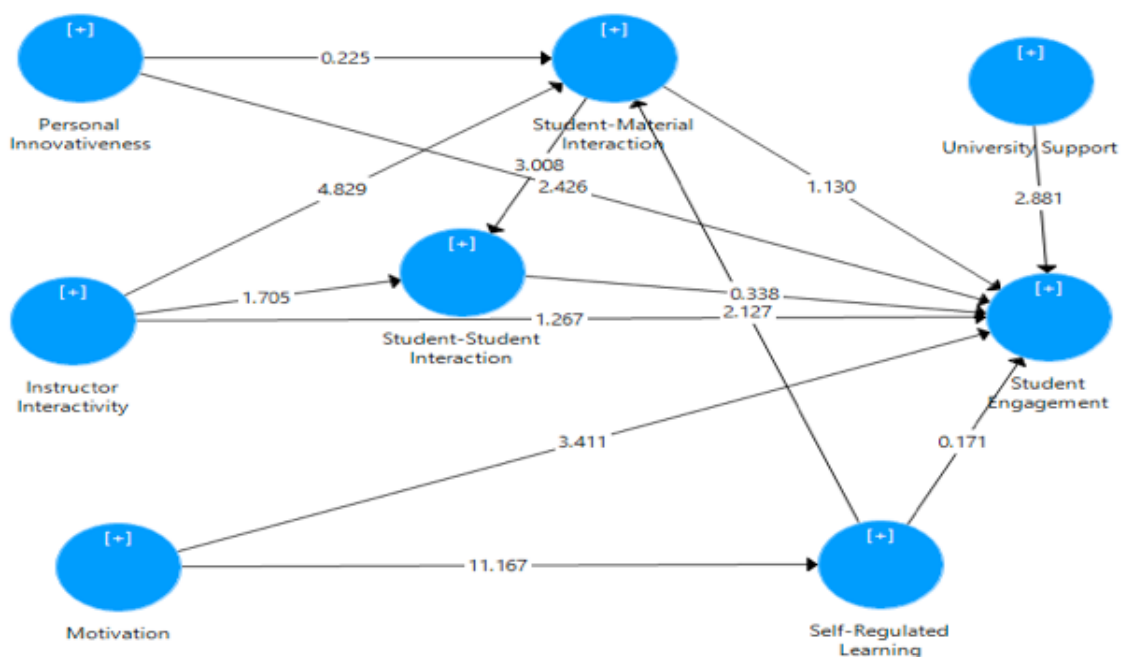 [+]
[+]
[+]
0.225
Personal
Innovativeness
Student-Material
Interaction
University Support
3.008
4.829
2.426
1.130
2.881
[+]
[+]
[+]
1.705
0.338
1.267
2.127
Student-Student
Interaction
Instructor
Interactivity
Student
Engagement
3.411
0.171
[+]
[+]
11.167
Motivation
Self-Regulated
Learning